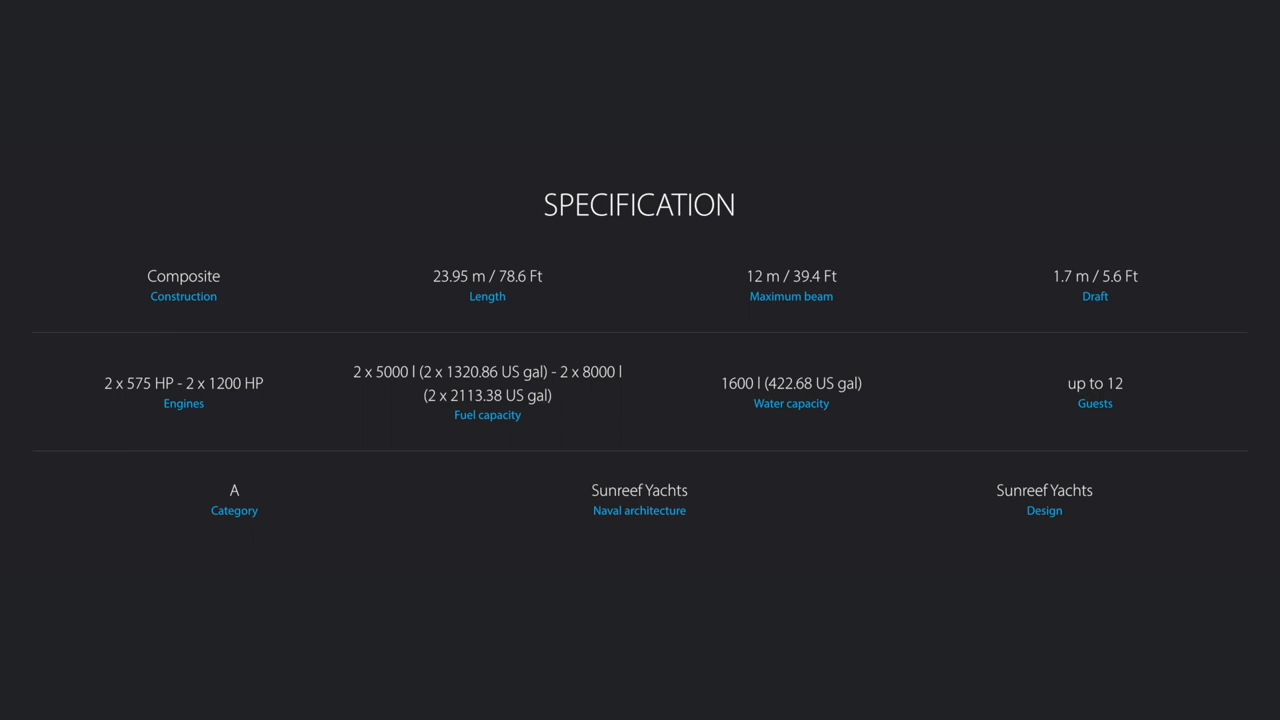 SPECIFICATION
Composite
Construction
23.95 m / 78.6 Ft
Length
12 m / 39.4 Ft
Maximum beam
1.7 m / 5.6 Ft
Draft
2 x 575 HP - 2 x 1200 HP
Engines
2 x 5000 l (2 x 1320.86 US gal) - 2 x 8000 l
(2 x 2113.38 US gal)
Fuel capacity
1600 l (422.68 US gal)
Water capacity
up to 12
Guests
A
Category
Sunreef Yachts
Naval architecture
Sunreef Yachts
Design